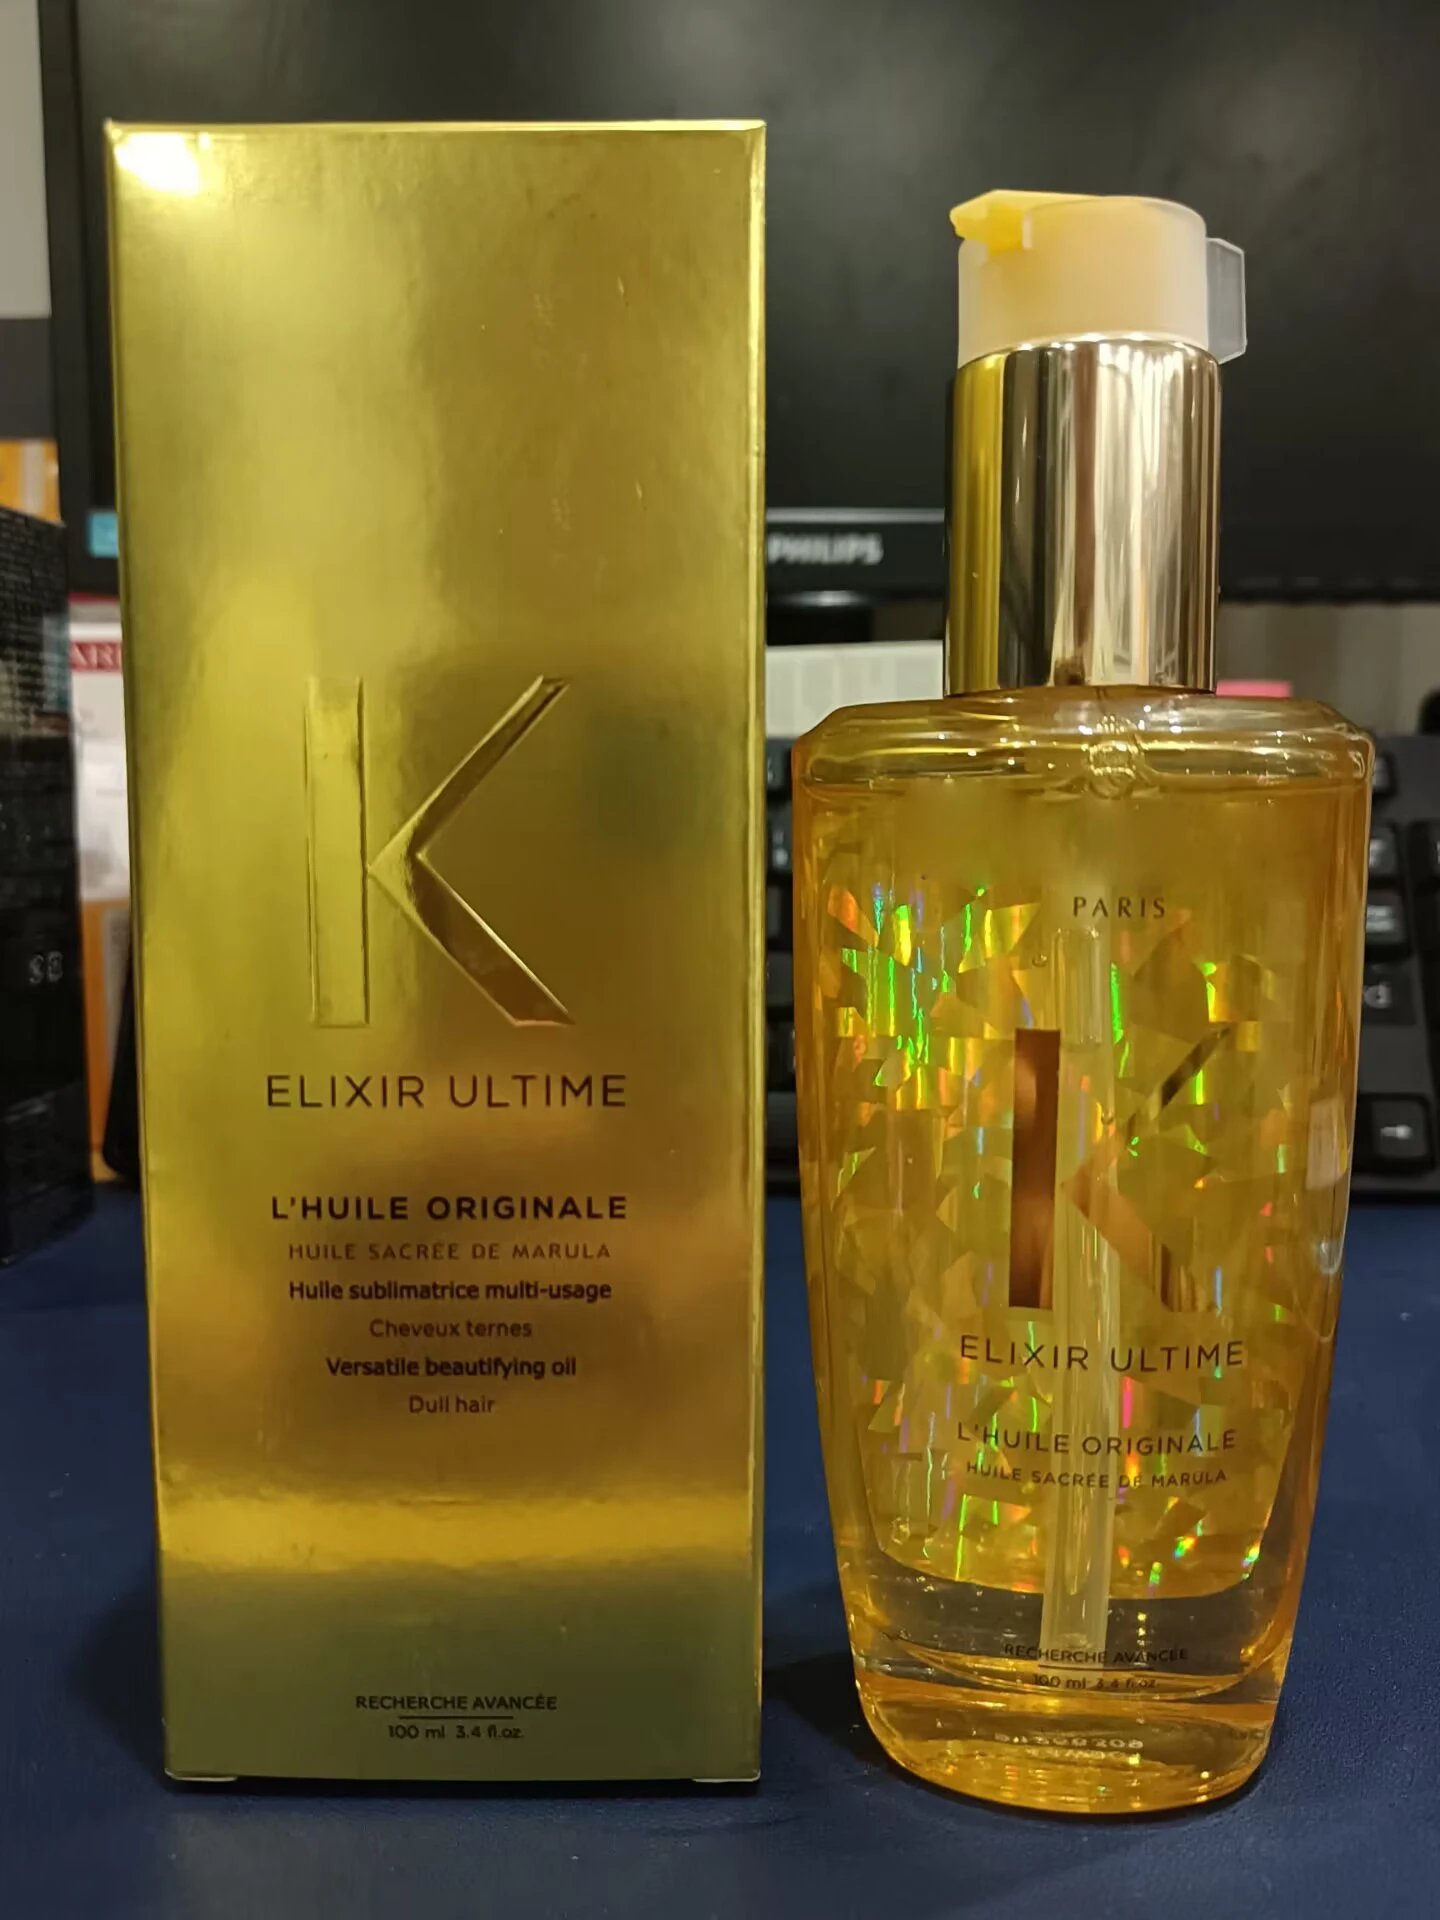 K
ELIXIR ULTIME
L'HUILE ORIGINALE
HUILE SACRÉE DE MARULA
Huile sublimatrice multi-usage
Cheveux ternes
Versatile beautifying oil
Dull hair
RECHERCHE AVANCÉE
100 ml 3.4 fl.oz.
PHILIPS
PARIS
K
ELIXIR ULTIME
L'HUILE ORIGINALE
HUILE SACRÉE DE MARULA
RECHERCHE AVANCÉE
100 ml 3.4 fl.oz.